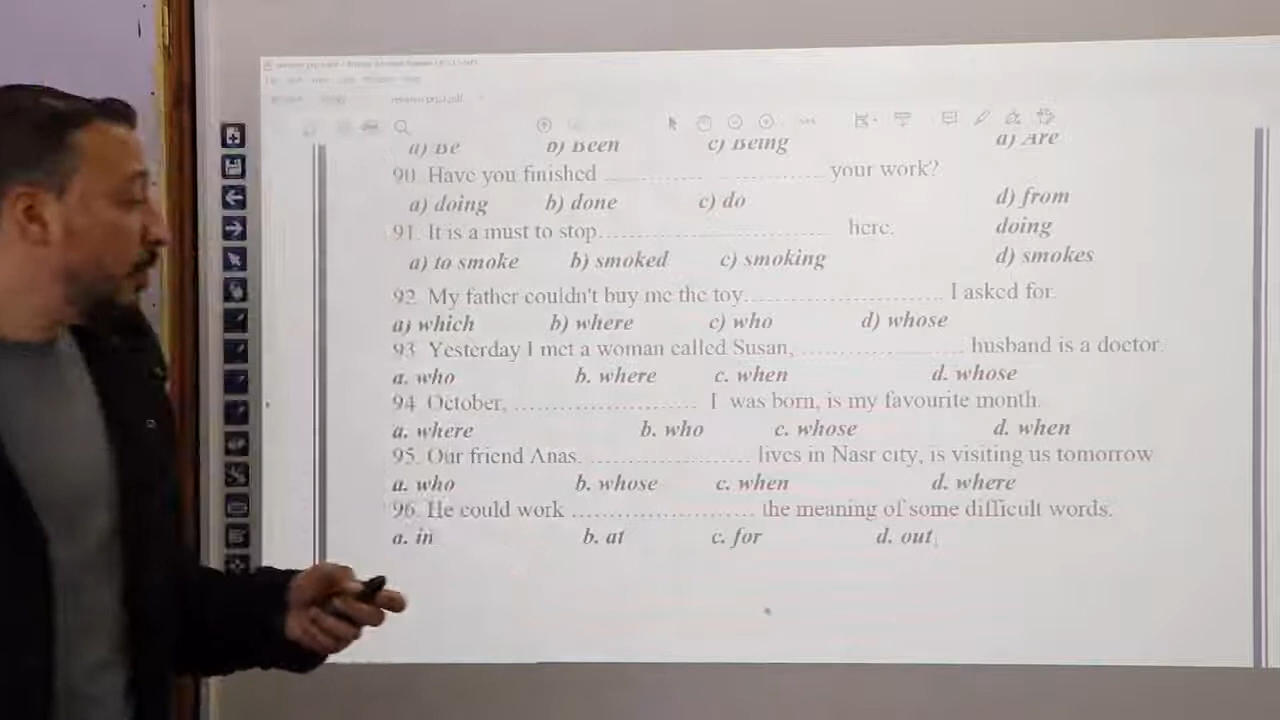 a) Be b) Been c) Being a) Are
90. Have you finished ........................ your work?
a) doing b) done c) do d) from doing
91. It is a must to stop........................ here.
a) to smoke b) smoked c) smoking d) smokes
92. My father couldn't buy me the toy........................ I asked for.
a) which b) where c) who d) whose
93. Yesterday I met a woman called Susan, ........................ husband is a doctor.
a. who b. where c. when d. whose
94. October, ........................ I was born, is my favourite month.
a. where b. who c. whose d. when
95. Our friend Anas, ........................ lives in Nasr city, is visiting us tomorrow
a. who b. whose c. when d. where
96. He could work ........................ the meaning of some difficult words.
a. in b. at c. for d. out